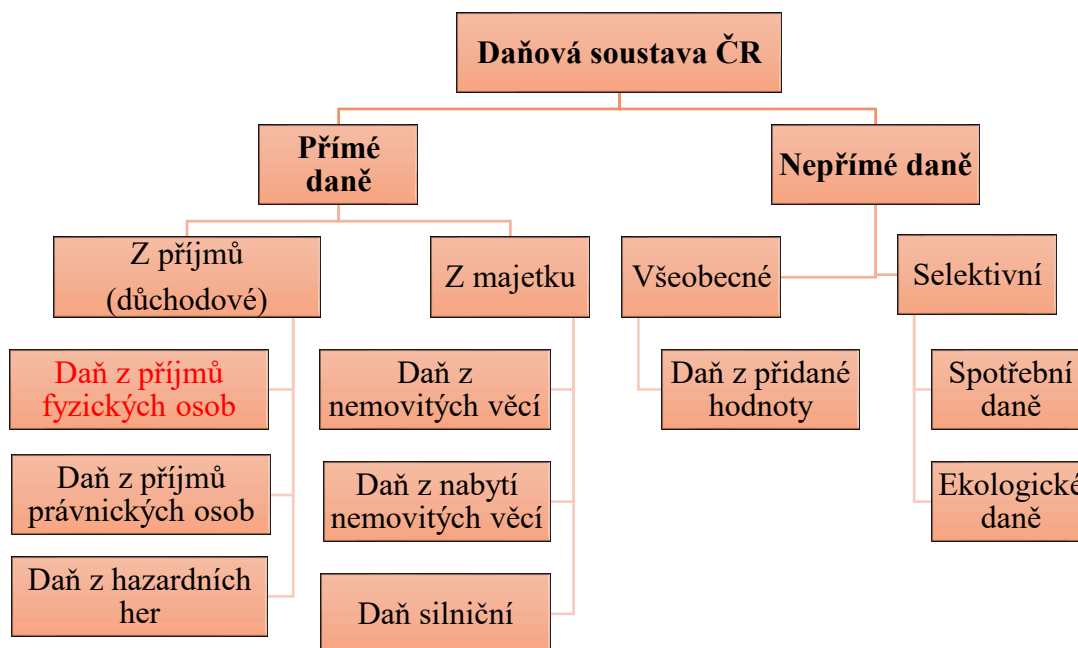 Daňová soustava ČR
Přímé
daně
Nepřímé daně
Z příjmů
(důchodové)
Z majetku
Všeobecné
Selektivní
Daň z příjmů
fyzických osob
Daň z
nemovitých věcí
Daň z přidané
hodnoty
Spotřební
daně
Daň z příjmů
právnických osob
Daň z nabytí
nemovitých věcí
Ekologické
daně
Daň z hazardních
her
Daň silniční